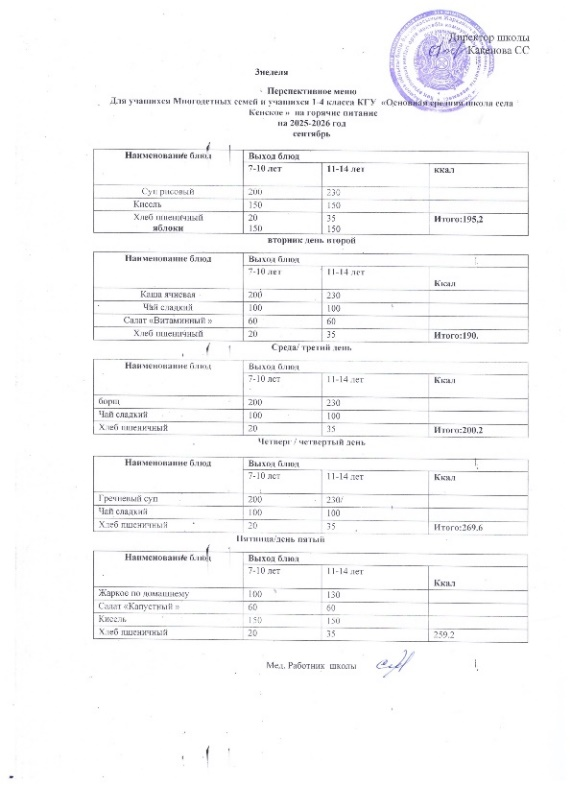 Директор школы
Какенова СС
3неделя
Перспективное меню
Для учащихся Многодетных семей и учащихся 1-4 класса КГУ «Основная средняя школа села
Кенское » на горячие питание
на 2025-2026 год
сентябрь
Наименование блюд Выход блюд
7-10 лет 11-14 лет ккал
Суп рисовый 200 230
Кисель 150 150
Хлеб пшеничный 20 35 Итого:195,2
яблоки 150 150
вторник день второй
Наименование блюд Выход блюд
7-10 лет 11-14 лет Ккал
Каша ячневая 200 230
Чай сладкий 100 100
Салат «Витаминный » 60 60
Хлеб пшеничный 20 35 Итого:190.
Среда/ третий день
Наименование блюд Выход блюд
7-10 лет 11-14 лет Ккал
борщ 200 230
Чай сладкий 100 100
Хлеб пшеничный 20 35 Итого:200.2
Четверг / четвертый день
Наименование блюд Выход блюд
7-10 лет 11-14 лет Ккал
Гречневый суп 200 230/
Чай сладкий 100 100
Хлеб пшеничный 20 35 Итого:269.6
Пятница/день пятый
Наименование блюд Выход блюд
7-10 лет 11-14 лет Ккал
Жаркое по домашнему 100 130
Салат «Капустный » 60 60
Кисель 150 150
Хлеб пшеничный 20 35 259.2
Мед. Работник школы